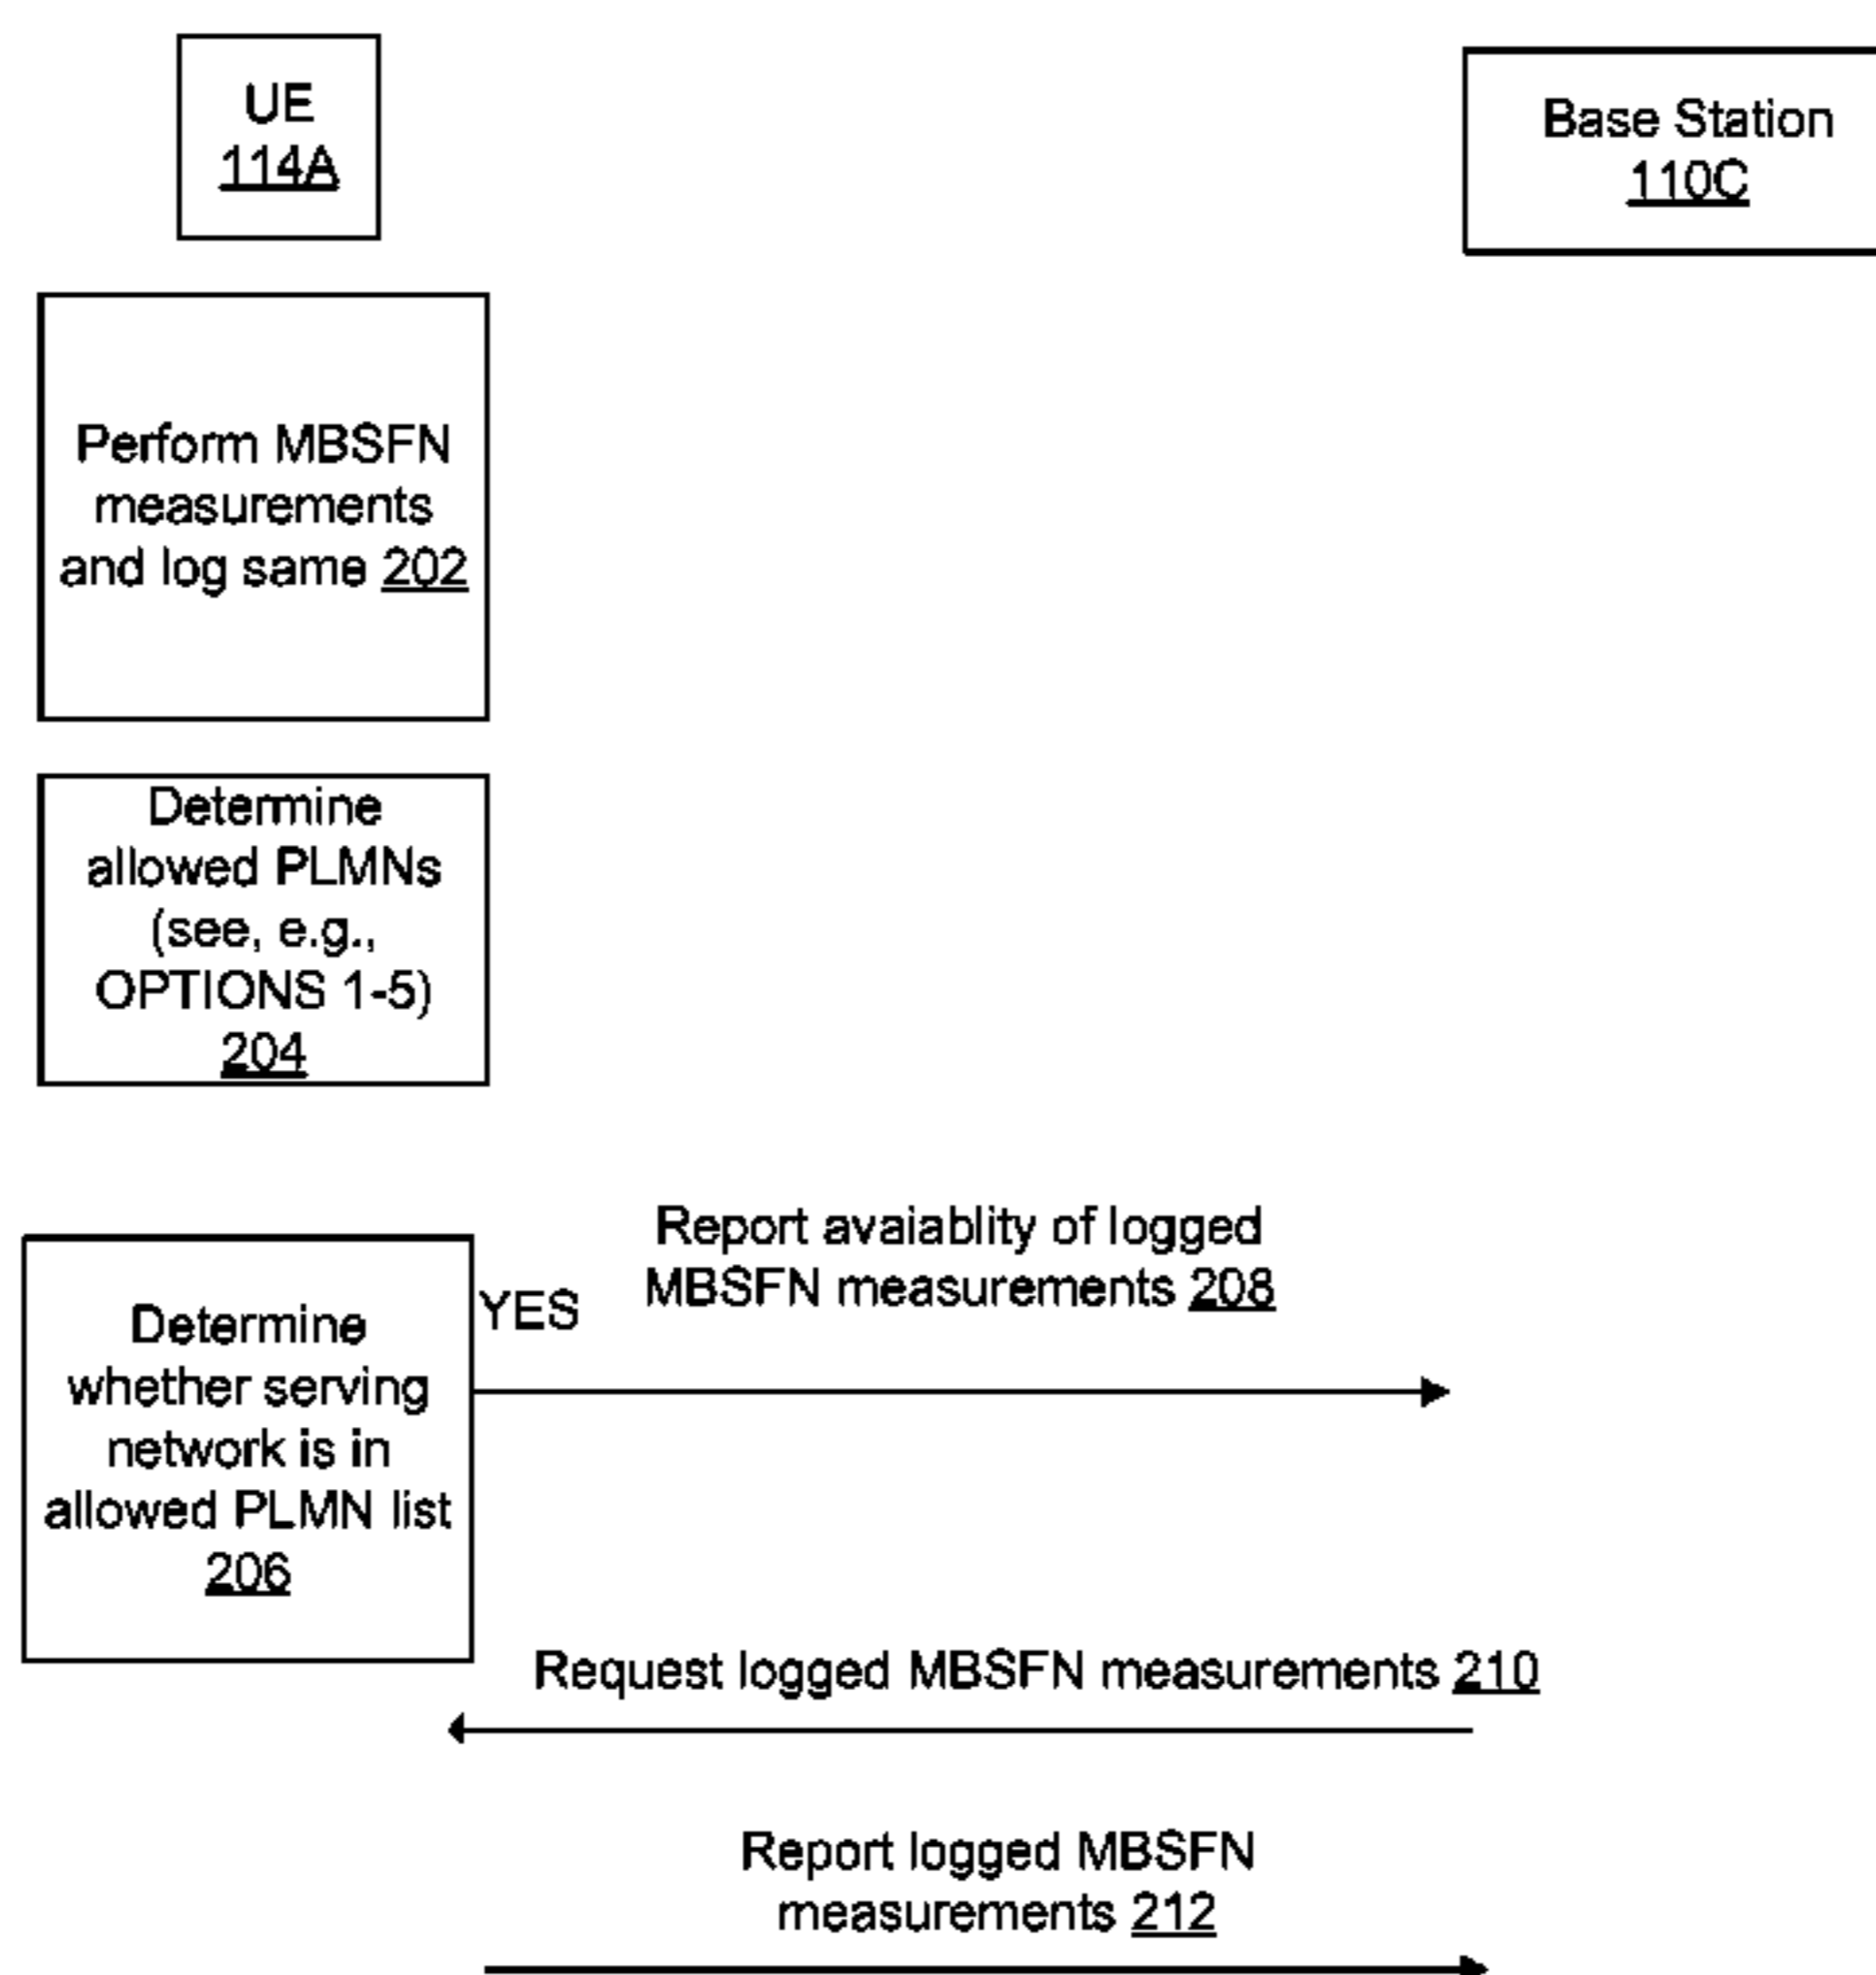 UE
114A
Base Station
110C
Perform MBSFN
measurements
and log same 202
Determine
allowed PLMNs
(see, e.g.,
OPTIONS 1-5)
204
Determine
whether serving
network is in
allowed PLMN list
206
YES
Report avaiablity of logged
MBSFN measurements 208
Request logged MBSFN measurements 210
Report logged MBSFN
measurements 212